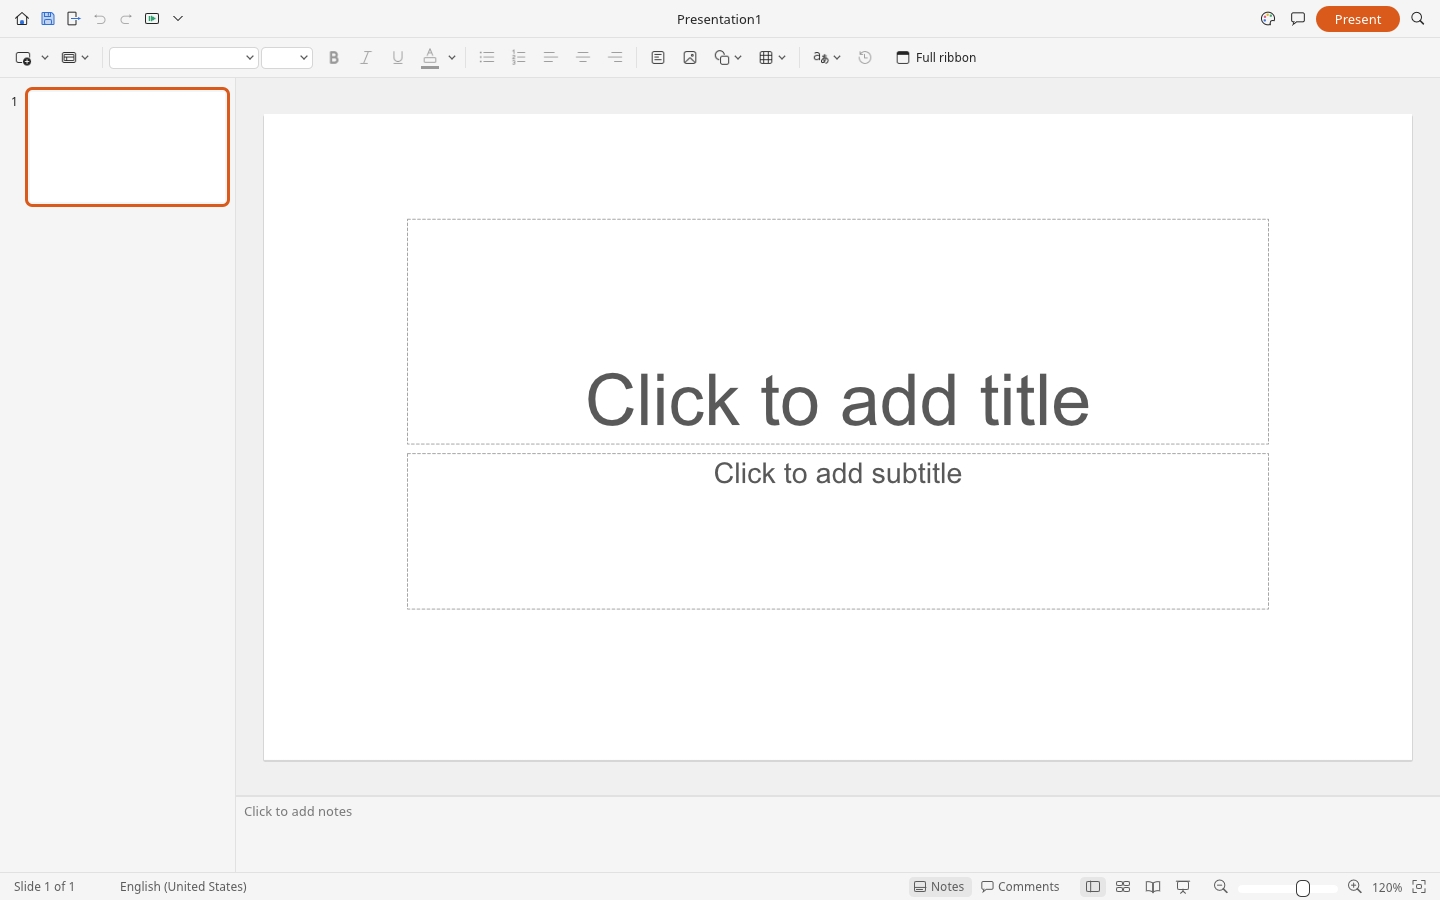 Presentation1
Present
Full ribbon
1
Click to add title
Click to add subtitle
Click to add notes
Slide 1 of 1
English (United States)
Notes
Comments
120%